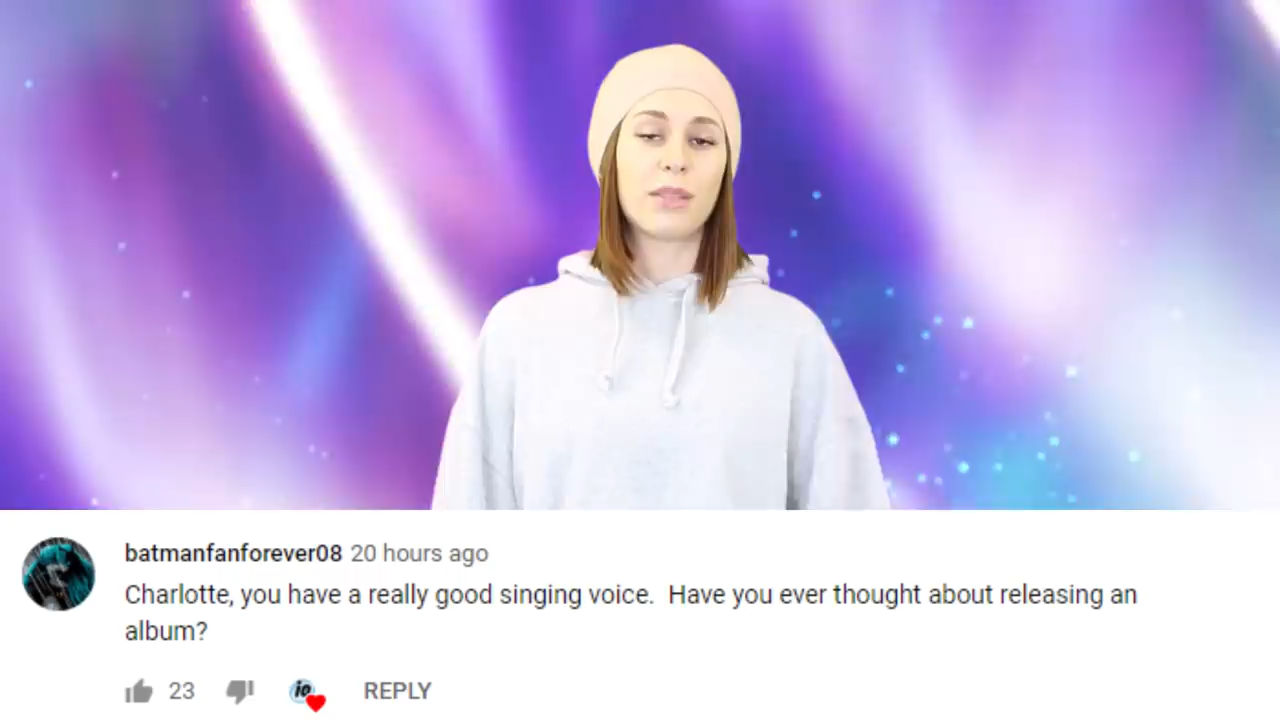 batmanfanforever08 20 hours ago
Charlotte, you have a really good singing voice.  Have you ever thought about releasing an
album?
23 io REPLY